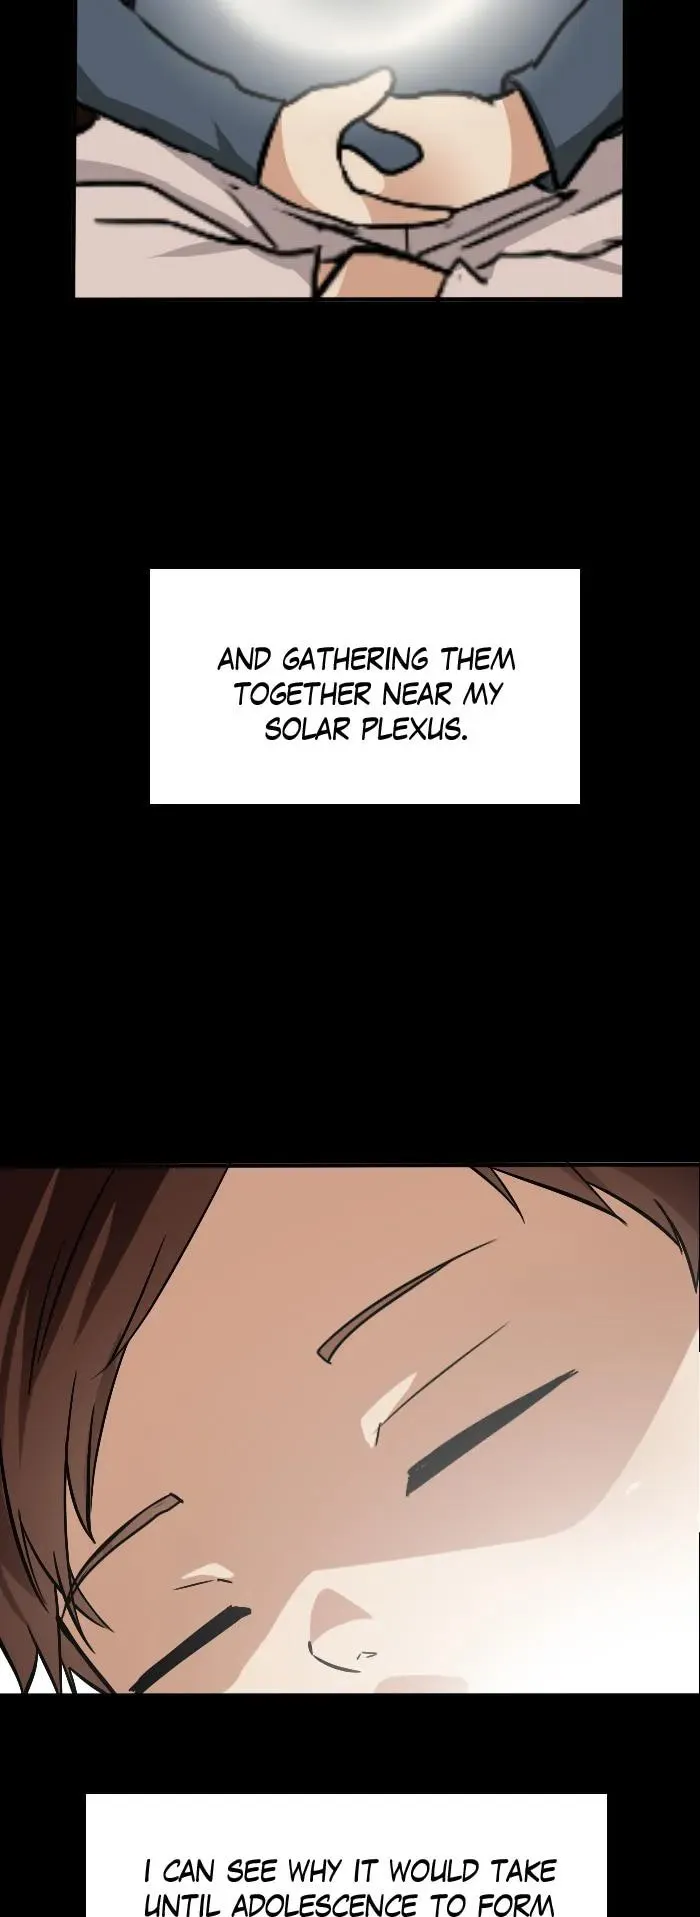 AND GATHERING THEM
TOGETHER NEAR MY
SOLAR PLEXUS.
I CAN SEE WHY IT WOULD TAKE
UNTIL ADOLESCENCE TO FORM